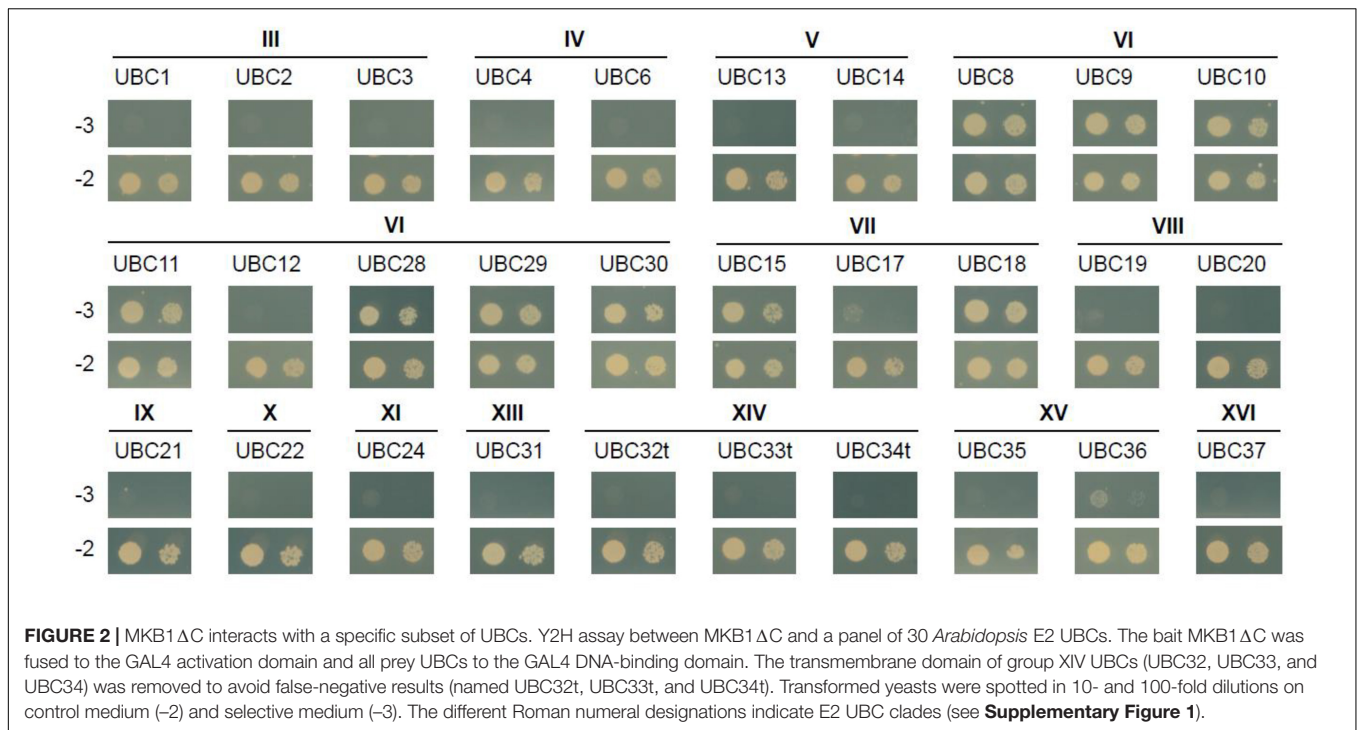 III IV V VI
UBC1 UBC2 UBC3 UBC4 UBC6 UBC13 UBC14 UBC8 UBC9 UBC10
-3
-2
VI VII VIII
UBC11 UBC12 UBC28 UBC29 UBC30 UBC15 UBC17 UBC18 UBC19 UBC20
-3
-2
IX X XI XIII XIV XV XVI
UBC21 UBC22 UBC24 UBC31 UBC32t UBC33t UBC34t UBC35 UBC36 UBC37
-3
-2
FIGURE 2 | MKB1ΔC interacts with a specific subset of UBCs. Y2H assay between MKB1ΔC and a panel of 30 Arabidopsis E2 UBCs. The bait MKB1ΔC was
fused to the GAL4 activation domain and all prey UBCs to the GAL4 DNA-binding domain. The transmembrane domain of group XIV UBCs (UBC32, UBC33, and
UBC34) was removed to avoid false-negative results (named UBC32t, UBC33t, and UBC34t). Transformed yeasts were spotted in 10- and 100-fold dilutions on
control medium (–2) and selective medium (–3). The different Roman numeral designations indicate E2 UBC clades (see Supplementary Figure 1).